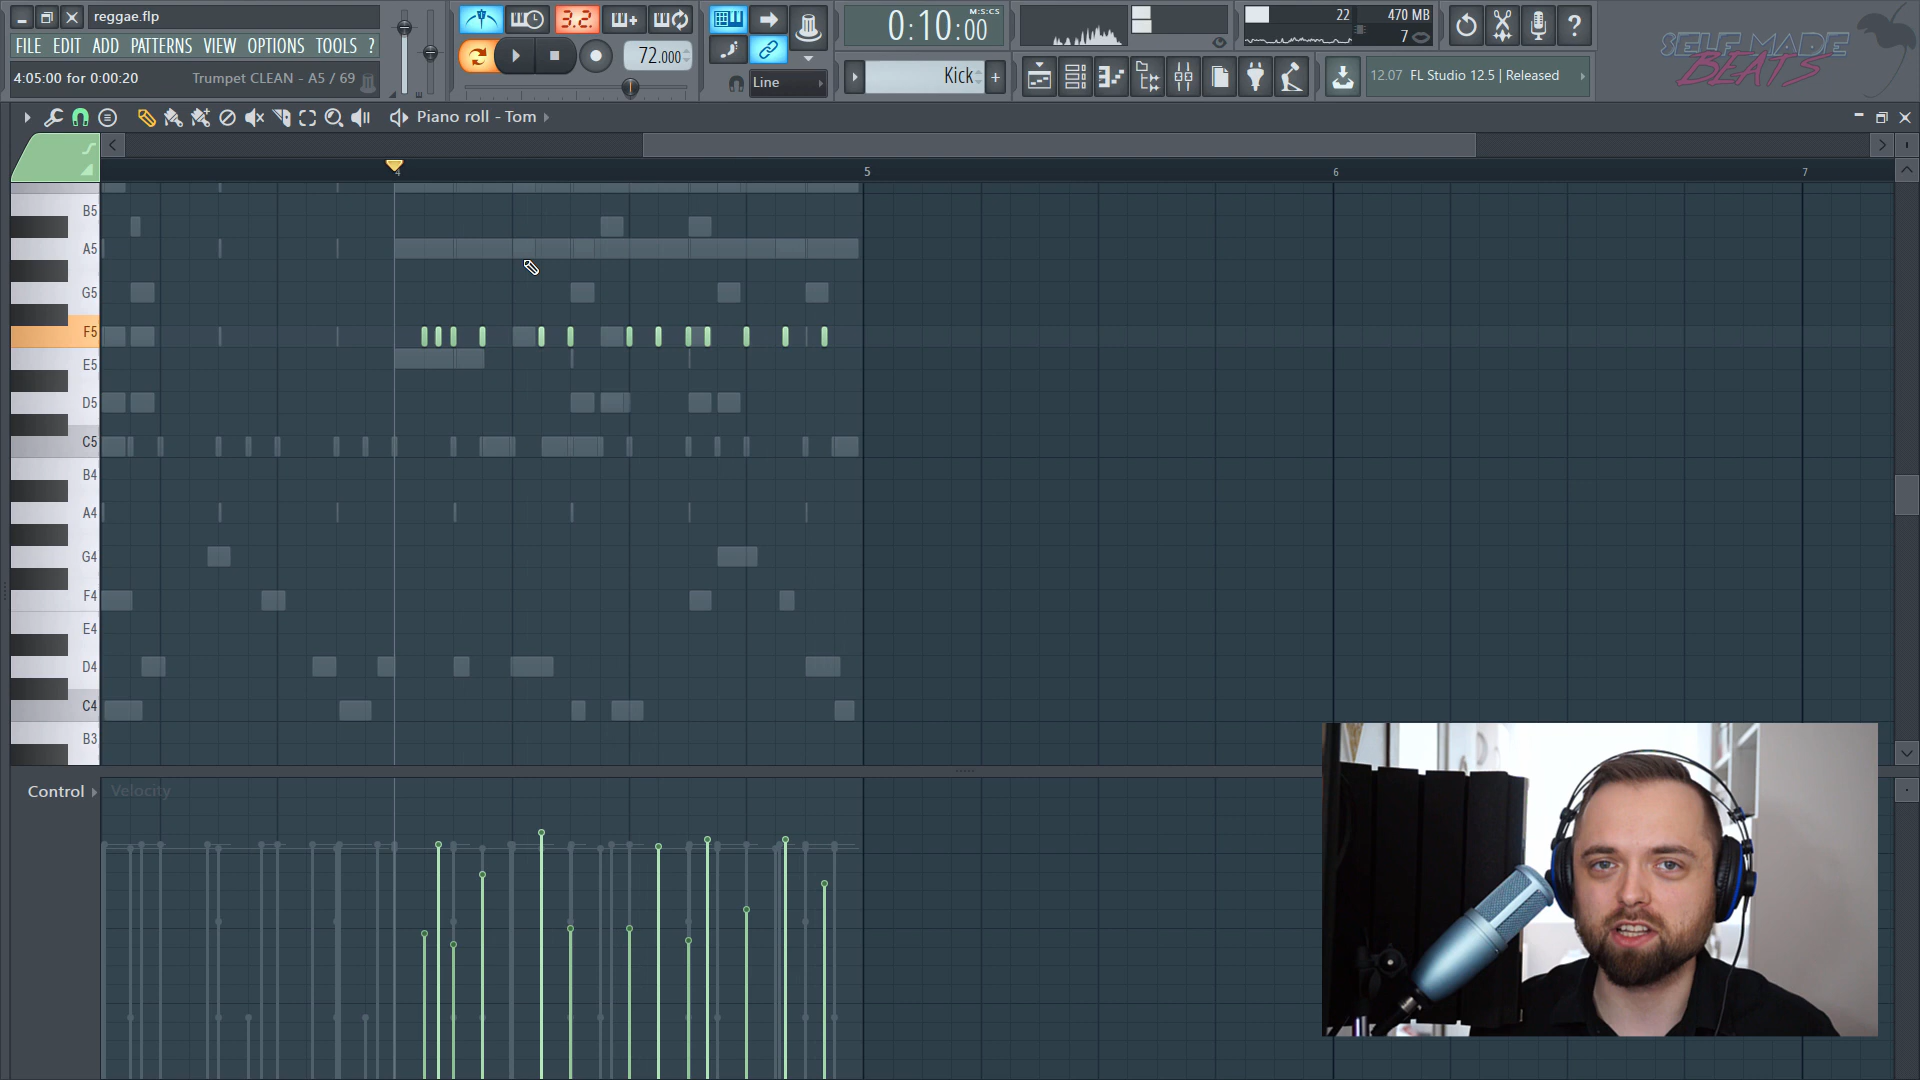 reggae.flp
FILE EDIT ADD PATTERNS VIEW OPTIONS TOOLS ?
4:05:00 for 0:00:20 Trumpet CLEAN - A5 / 69
3.2.
72.000
Line
0:10:00
M:S:CS
Kick
22
470 MB
7
12.07 FL Studio 12.5 | Released
SELF MADE
BEATS
Piano roll - Tom
4 5 6 7
B5
A5
G5
F5
E5
D5
C5
B4
A4
G4
F4
E4
D4
C4
B3
Control
Velocity